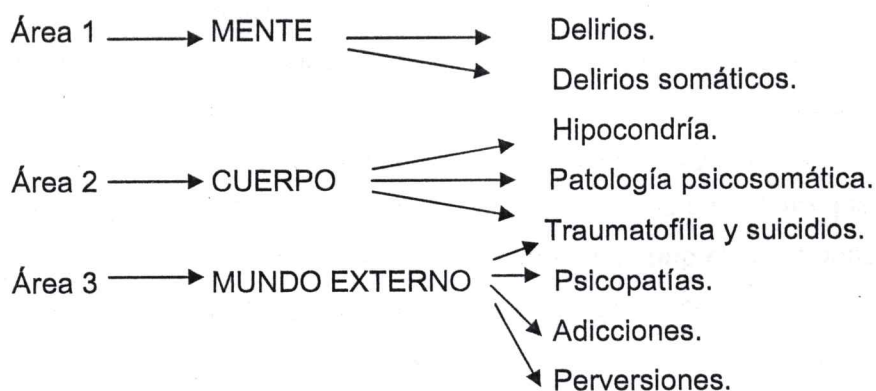 Área 1 MENTE Delirios.
Delirios somáticos.
Hipocondría.
Área 2 CUERPO Patología psicosomática.
Traumatofília y suicidios.
Área 3 MUNDO EXTERNO Psicopatías.
Adicciones.
Perversiones.